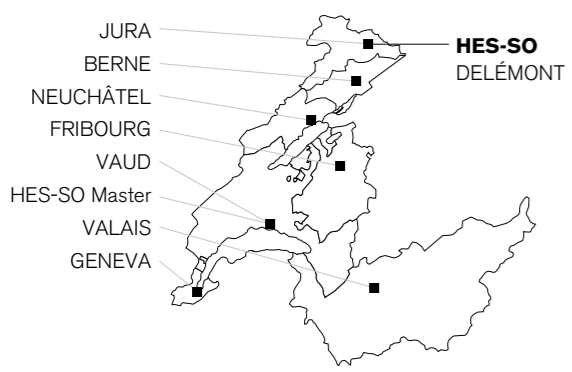 JURA
BERNE
NEUCHÂTEL
FRIBOURG
VAUD
HES-SO Master
VALAIS
GENEVA
HES-SO
DELÉMONT